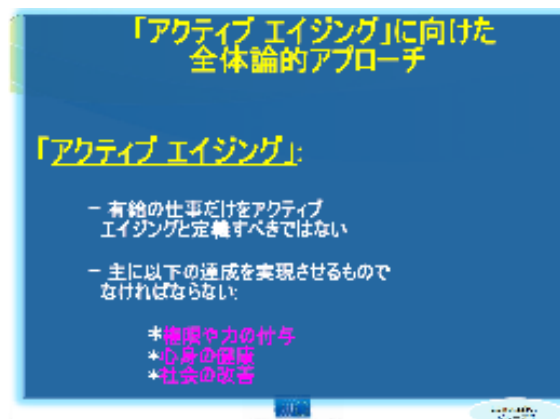 「アクティブ エイジング」に向けた
全体論的アプローチ
「アクティブ エイジング」:
– 有給の仕事だけをアクティブ
エイジングと定義すべきではない
– 主に以下の達成を実現させるもので
なければならない:
*権限や力の付与
*心身の健康
*社会の改善